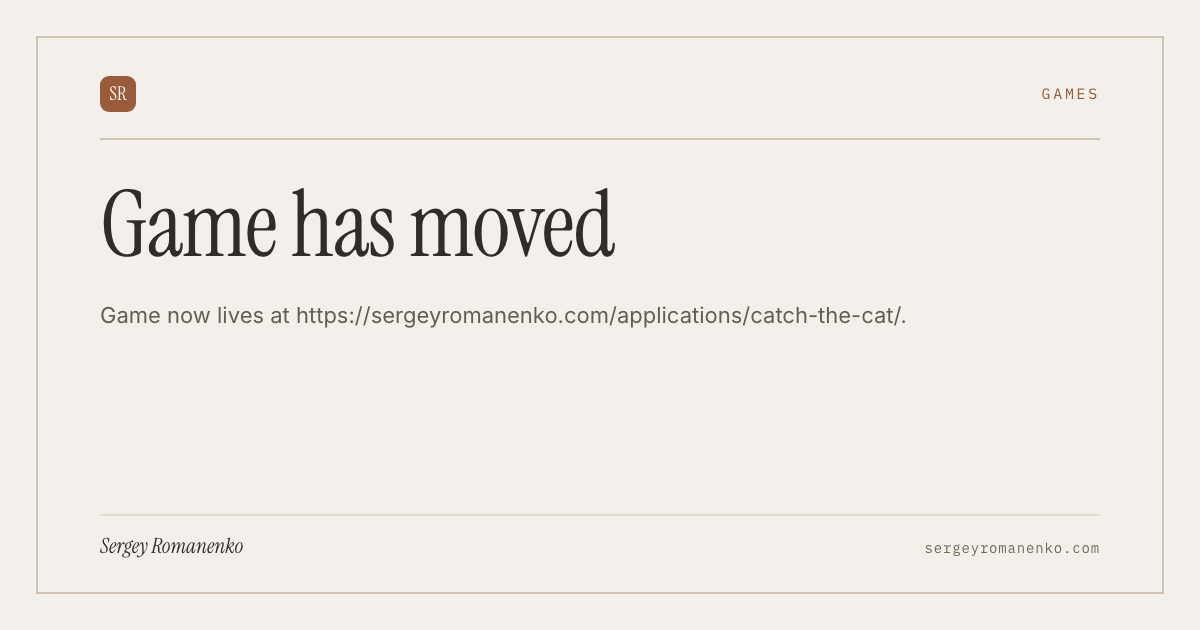 SR
GAMES
Game has moved
Game now lives at https://sergeyromanenko.com/applications/catch-the-cat/.
Sergey Romanenko
sergeyromanenko.com